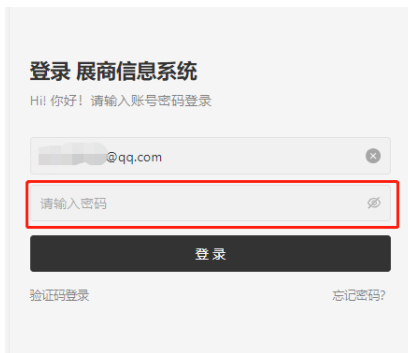 登录 展商信息系统
Hi! 你好！请输入账号密码登录
@qq.com
请输入密码
登 录
验证码登录
忘记密码?